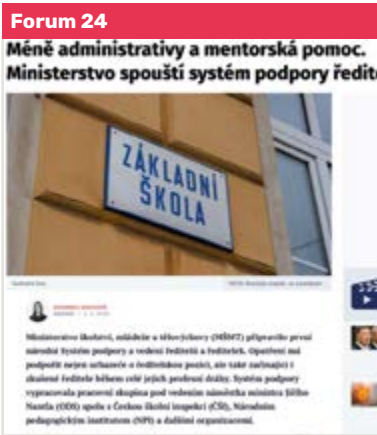 Forum 24
Méně administrativy a mentorská pomoc.
Ministerstvo spouští systém podpory ředite
ZÁKLADNÍ
ŠKOLA
Ministerstvo školství, mládeže a tělovýchovy (MŠMT) připravilo první
národní Systém podpory a vedení ředitelů a ředitelek. Opatření má
podpořit nejen uchazeče o ředitelskou pozici, ale také začínající i
zkušené ředitele během celé jejich profesní dráhy. Systém podpory
vypracovala pracovní skupina pod vedením náměstka ministra Jiřího
Nantla (ODS) spolu s Českou školní inspekcí (ČŠI), Národním
pedagogickým institutem (NPI) a dalšími organizacemi.